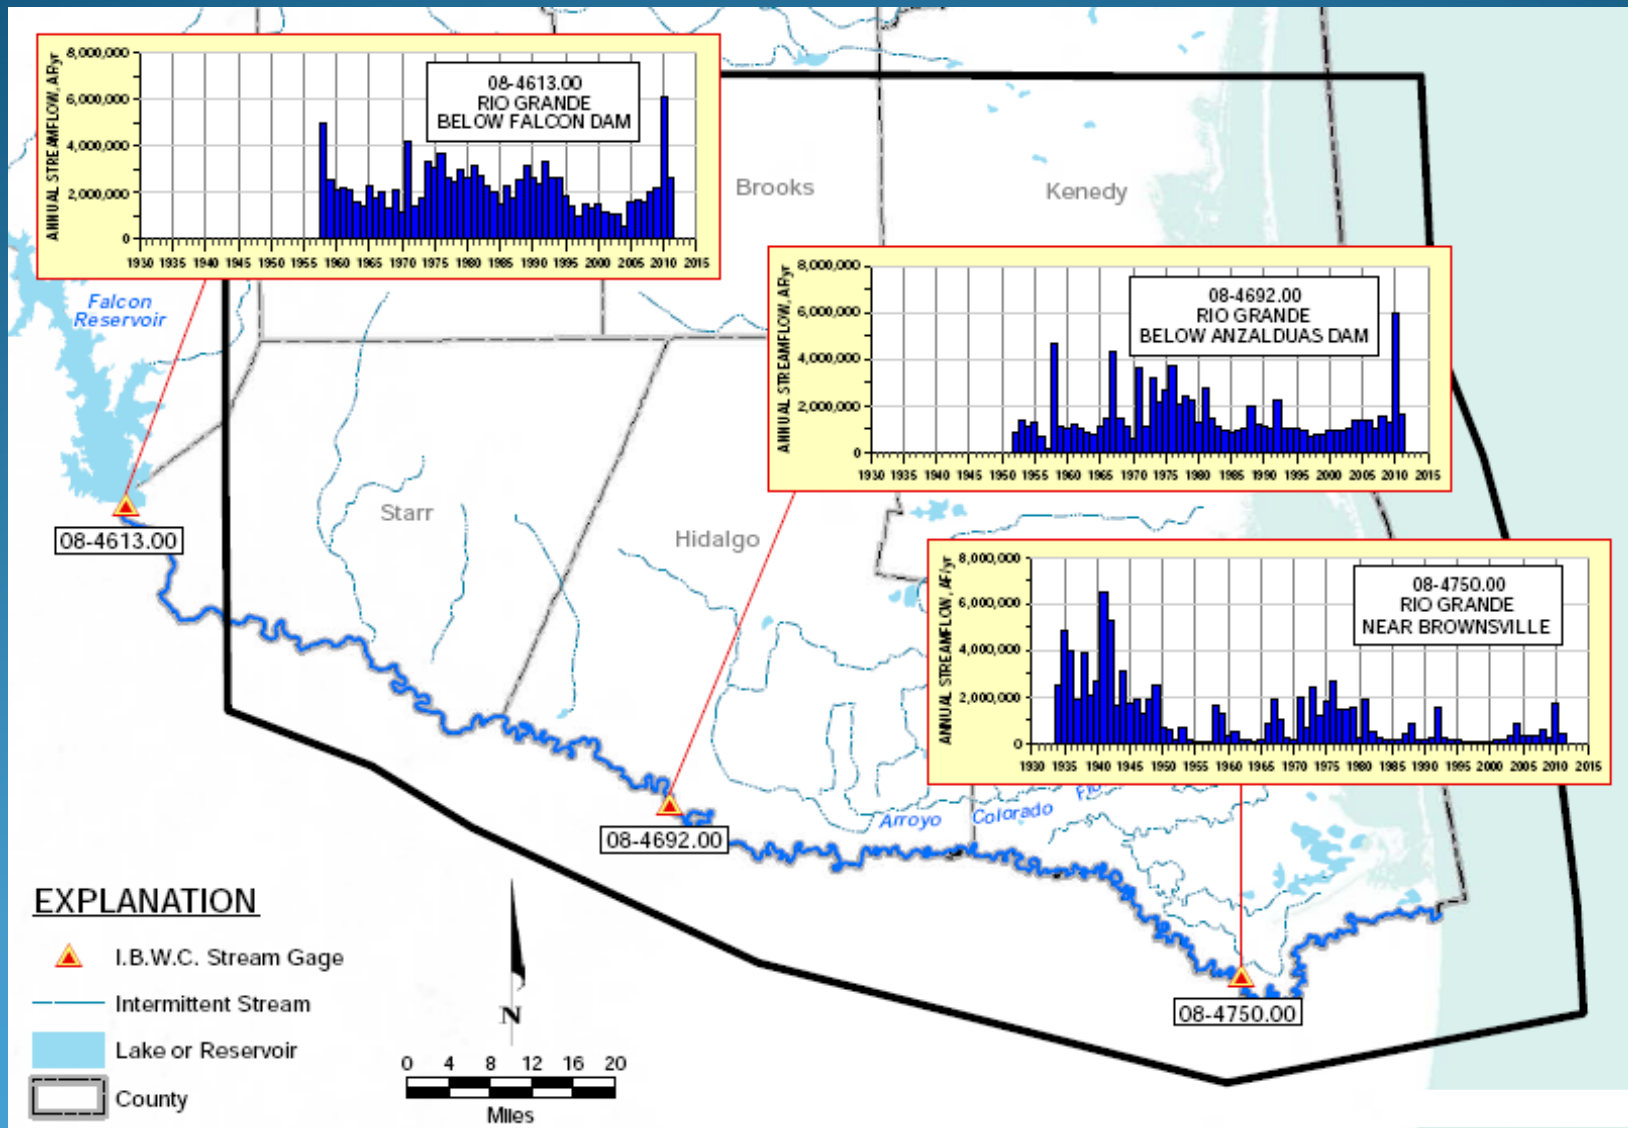 ANNUAL STREAMFLOW, AF/yr
8,000,000
6,000,000
4,000,000
2,000,000
0
1930 1935 1940 1945 1950 1955 1960 1965 1970 1975 1980 1985 1990 1995 2000 2005 2010 2015
08-4613.00
RIO GRANDE
BELOW FALCON DAM
Brooks
Kenedy
ANNUAL STREAMFLOW, AF/yr
8,000,000
6,000,000
4,000,000
2,000,000
0
1930 1935 1940 1945 1950 1955 1960 1965 1970 1975 1980 1985 1990 1995 2000 2005 2010 2015
08-4692.00
RIO GRANDE
BELOW ANZALDUAS DAM
Falcon
Reservoir
Starr
Hidalgo
08-4613.00
ANNUAL STREAMFLOW, AF/yr
8,000,000
6,000,000
4,000,000
2,000,000
0
1930 1935 1940 1945 1950 1955 1960 1965 1970 1975 1980 1985 1990 1995 2000 2005 2010 2015
08-4750.00
RIO GRANDE
NEAR BROWNSVILLE
Arroyo Colorado
08-4692.00
08-4750.00
EXPLANATION
I.B.W.C. Stream Gage
Intermittent Stream
Lake or Reservoir
County
N
0 4 8 12 16 20
Miles